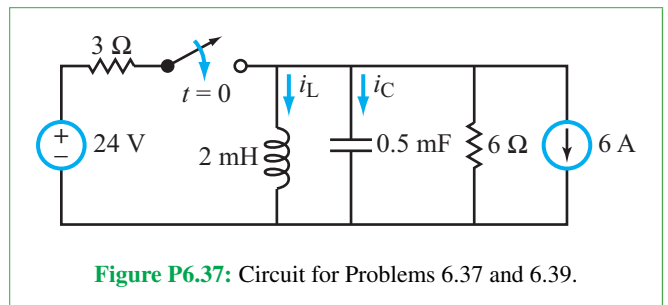 3 Ω
t = 0
iL
iC
+
−
24 V
2 mH
0.5 mF
6 Ω
6 A
Figure P6.37: Circuit for Problems 6.37 and 6.39.